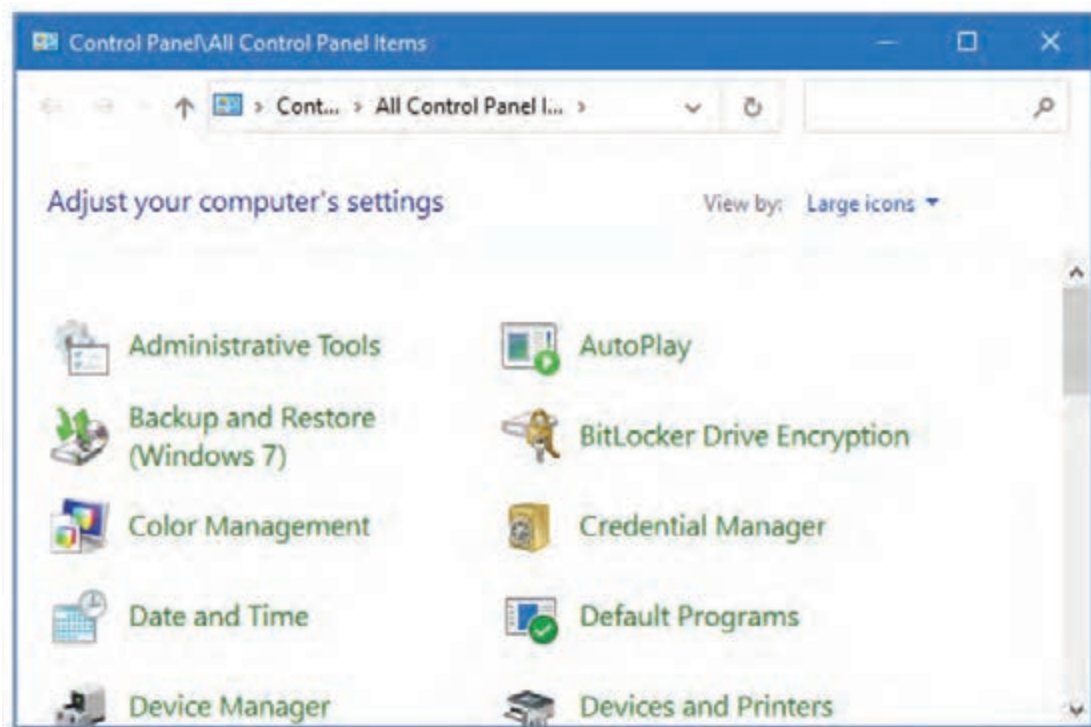 Control Panel\All Control Panel Items
Cont... > All Control Panel I... >
Adjust your computer's settings
View by: Large icons
Administrative Tools
AutoPlay
Backup and Restore
(Windows 7)
BitLocker Drive Encryption
Color Management
Credential Manager
Date and Time
Default Programs
Device Manager
Devices and Printers